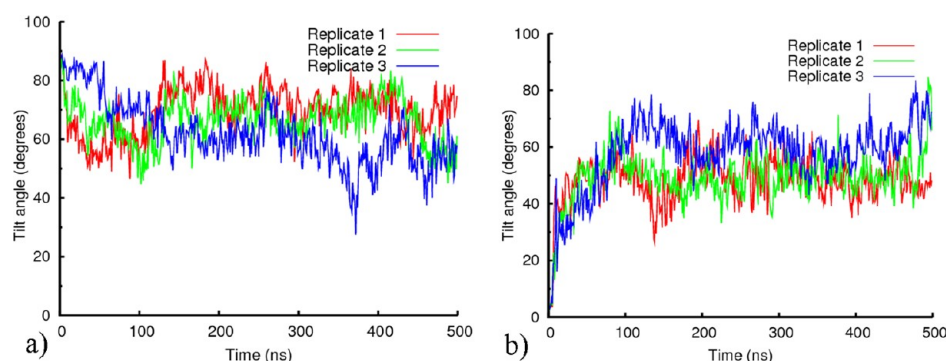 100
80
60
40
20
0
Tilt angle (degrees)
Replicate 1
Replicate 2
Replicate 3
0 100 200 300 400 500
Time (ns)
a)
100
80
60
40
20
0
Tilt angle (degrees)
Replicate 1
Replicate 2
Replicate 3
0 100 200 300 400 500
Time (ns)
b)